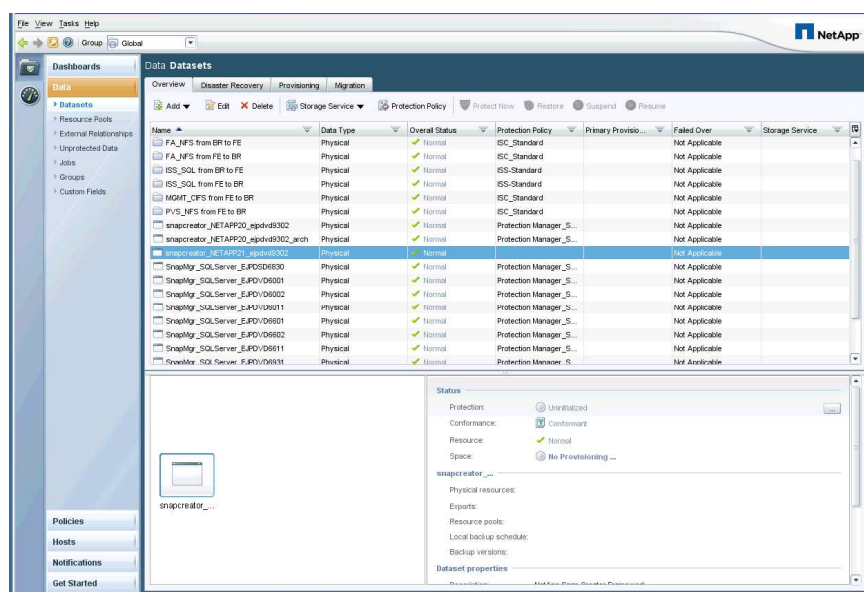 File View Tasks Help
Group Global
NetApp
Dashboards
Data
Datasets
Resource Pools
External Relationships
Unprotected Data
Jobs
Groups
Custom Fields
Policies
Hosts
Notifications
Get Started
Data Datasets
Overview Disaster Recovery Provisioning Migration
Add Edit Delete Storage Service Protection Policy Protect Now Restore Suspend Resume
Name Data Type Overall Status Protection Policy Primary Provisio... Failed Over Storage Service
FA_NFS from BR to FE Physical Normal ISC_Standard Not Applicable
FA_NFS from FE to BR Physical Normal ISC_Standard Not Applicable
ISS_SQL from BR to FE Physical Normal ISS-Standard Not Applicable
ISS_SQL from FE to BR Physical Normal ISS-Standard Not Applicable
MGMT_CIFS from FE to BR Physical Normal ISC_Standard Not Applicable
PVS_NFS from FE to BR Physical Normal ISC_Standard Not Applicable
snapcreator_NETAPP20_ejpdvd9302 Physical Normal Protection Manager_S... Not Applicable
snapcreator_NETAPP20_ejpdvd9302_arch Physical Normal Protection Manager_S... Not Applicable
snapcreator_NETAPP21_ejpdvd9302 Physical Normal Not Applicable
SnapMgr_SQLServer_EJPDSD6830 Physical Normal Protection Manager_S... Not Applicable
SnapMgr_SQLServer_EJPDVD6001 Physical Normal Protection Manager_S... Not Applicable
SnapMgr_SQLServer_EJPDVD6002 Physical Normal Protection Manager_S... Not Applicable
SnapMgr_SQLServer_EJPDVD6011 Physical Normal Protection Manager_S... Not Applicable
SnapMgr_SQLServer_EJPDVD6601 Physical Normal Protection Manager_S... Not Applicable
SnapMgr_SQLServer_EJPDVD6602 Physical Normal Protection Manager_S... Not Applicable
SnapMgr_SQLServer_EJPDVD6611 Physical Normal Protection Manager_S... Not Applicable
SnapMgr_SQLServer_EJPDVD6931 Physical Normal Protection Manager_S... Not Applicable
snapcreator_...
Status
Protection: Uninitialized ...
Conformance: Conformant
Resource: Normal
Space: No Provisioning ...
snapcreator_...
Physical resources:
Exports:
Resource pools:
Local backup schedule:
Backup versions:
Dataset properties
Description: NetApp Snap Creator Framework